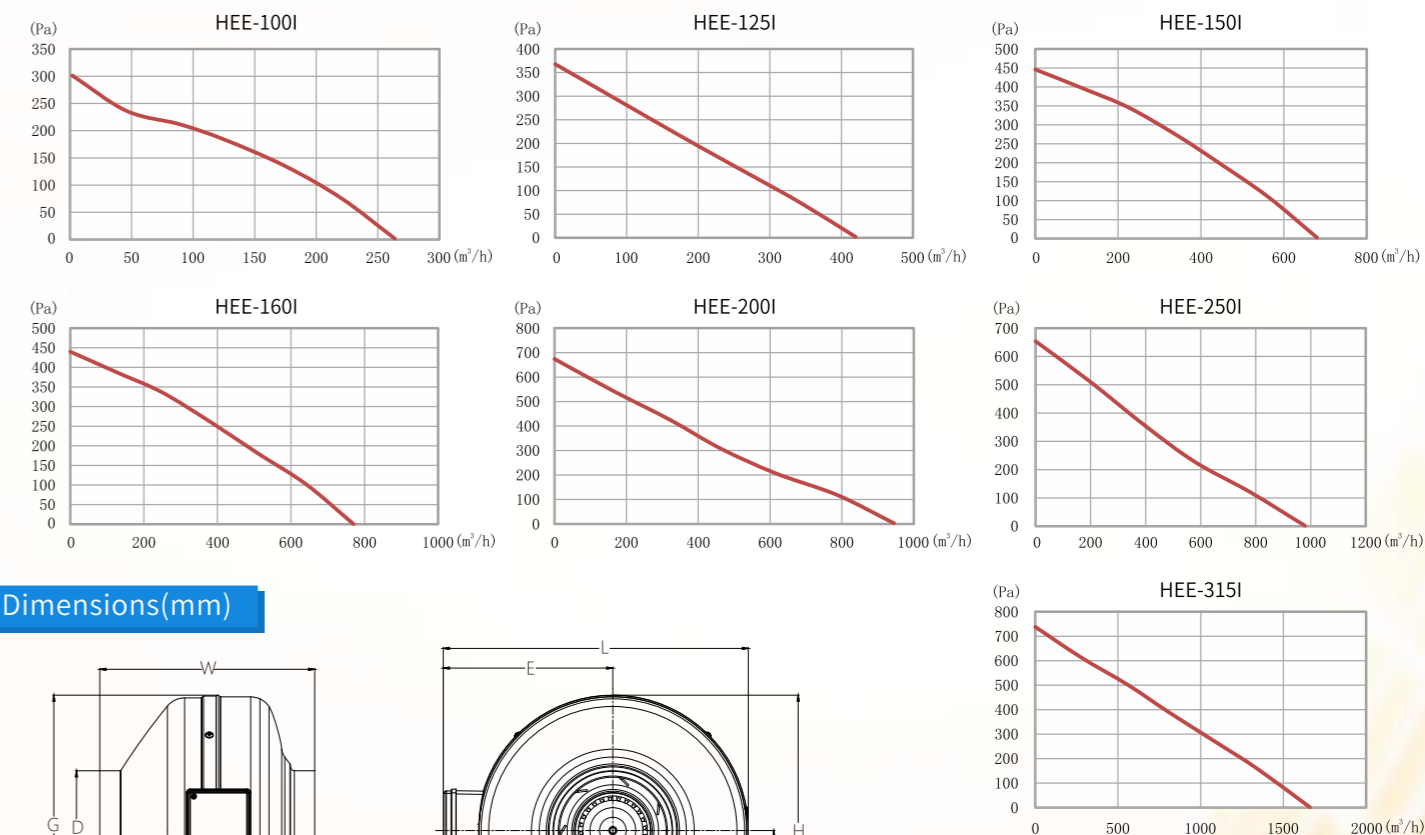 HEE-100I
(Pa)
350
300
250
200
150
100
50
0
0 50 100 150 200 250 300 (m³/h)
HEE-125I
(Pa)
400
350
300
250
200
150
100
50
0
0 100 200 300 400 500 (m³/h)
HEE-150I
(Pa)
500
450
400
350
300
250
200
150
100
50
0
0 200 400 600 800 (m³/h)
HEE-160I
(Pa)
500
450
400
350
300
250
200
150
100
50
0
0 200 400 600 800 1000 (m³/h)
HEE-200I
(Pa)
800
700
600
500
400
300
200
100
0
0 200 400 600 800 1000 (m³/h)
HEE-250I
(Pa)
700
600
500
400
300
200
100
0
0 200 400 600 800 1000 1200 (m³/h)
HEE-315I
(Pa)
800
700
600
500
400
300
200
100
0
0 500 1000 1500 2000 (m³/h)
Dimensions(mm)
W
G
D
L
E
H